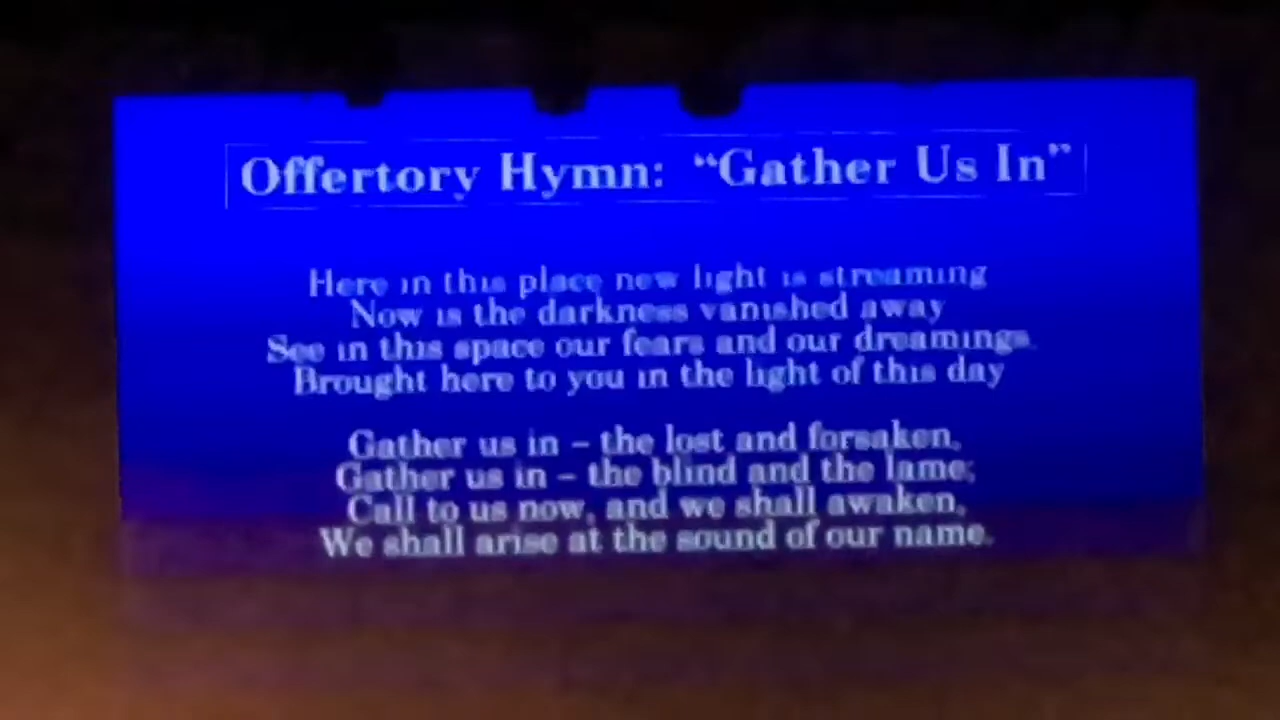 Offertory Hymn: “Gather Us In”
Here in this place new light is streaming
Now is the darkness vanished away
See in this space our fears and our dreamings
Brought here to you in the light of this day
Gather us in – the lost and forsaken,
Gather us in – the blind and the lame;
Call to us now, and we shall awaken,
We shall arise at the sound of our name.